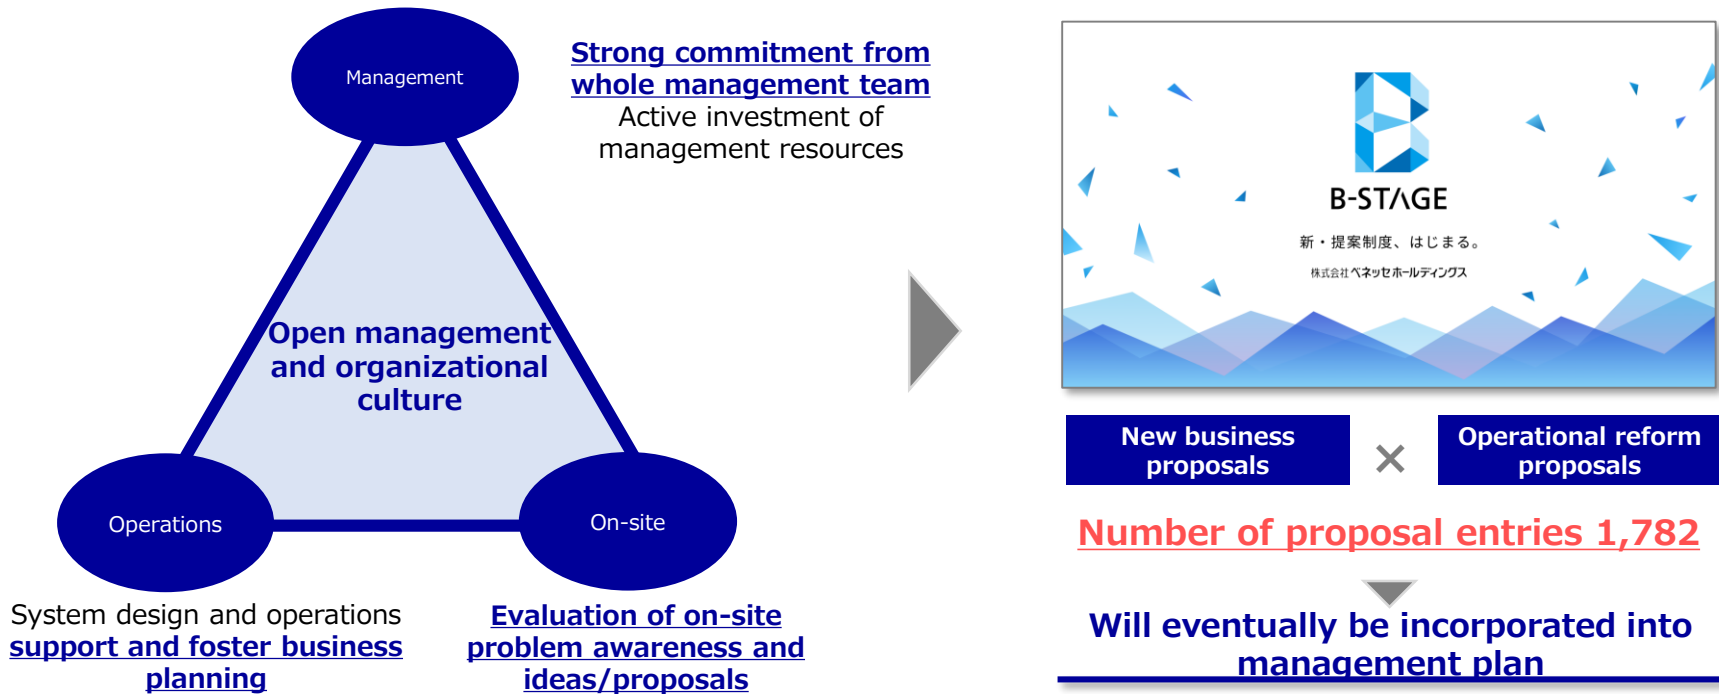 Management
Strong commitment from
whole management team
Active investment of
management resources
Open management
and organizational
culture
Operations
On-site
System design and operations
support and foster business
planning
Evaluation of on-site
problem awareness and
ideas/proposals
B-STAGE
新・提案制度、はじまる。
株式会社ベネッセホールディングス
New business
proposals
×
Operational reform
proposals
Number of proposal entries 1,782
Will eventually be incorporated into
management plan